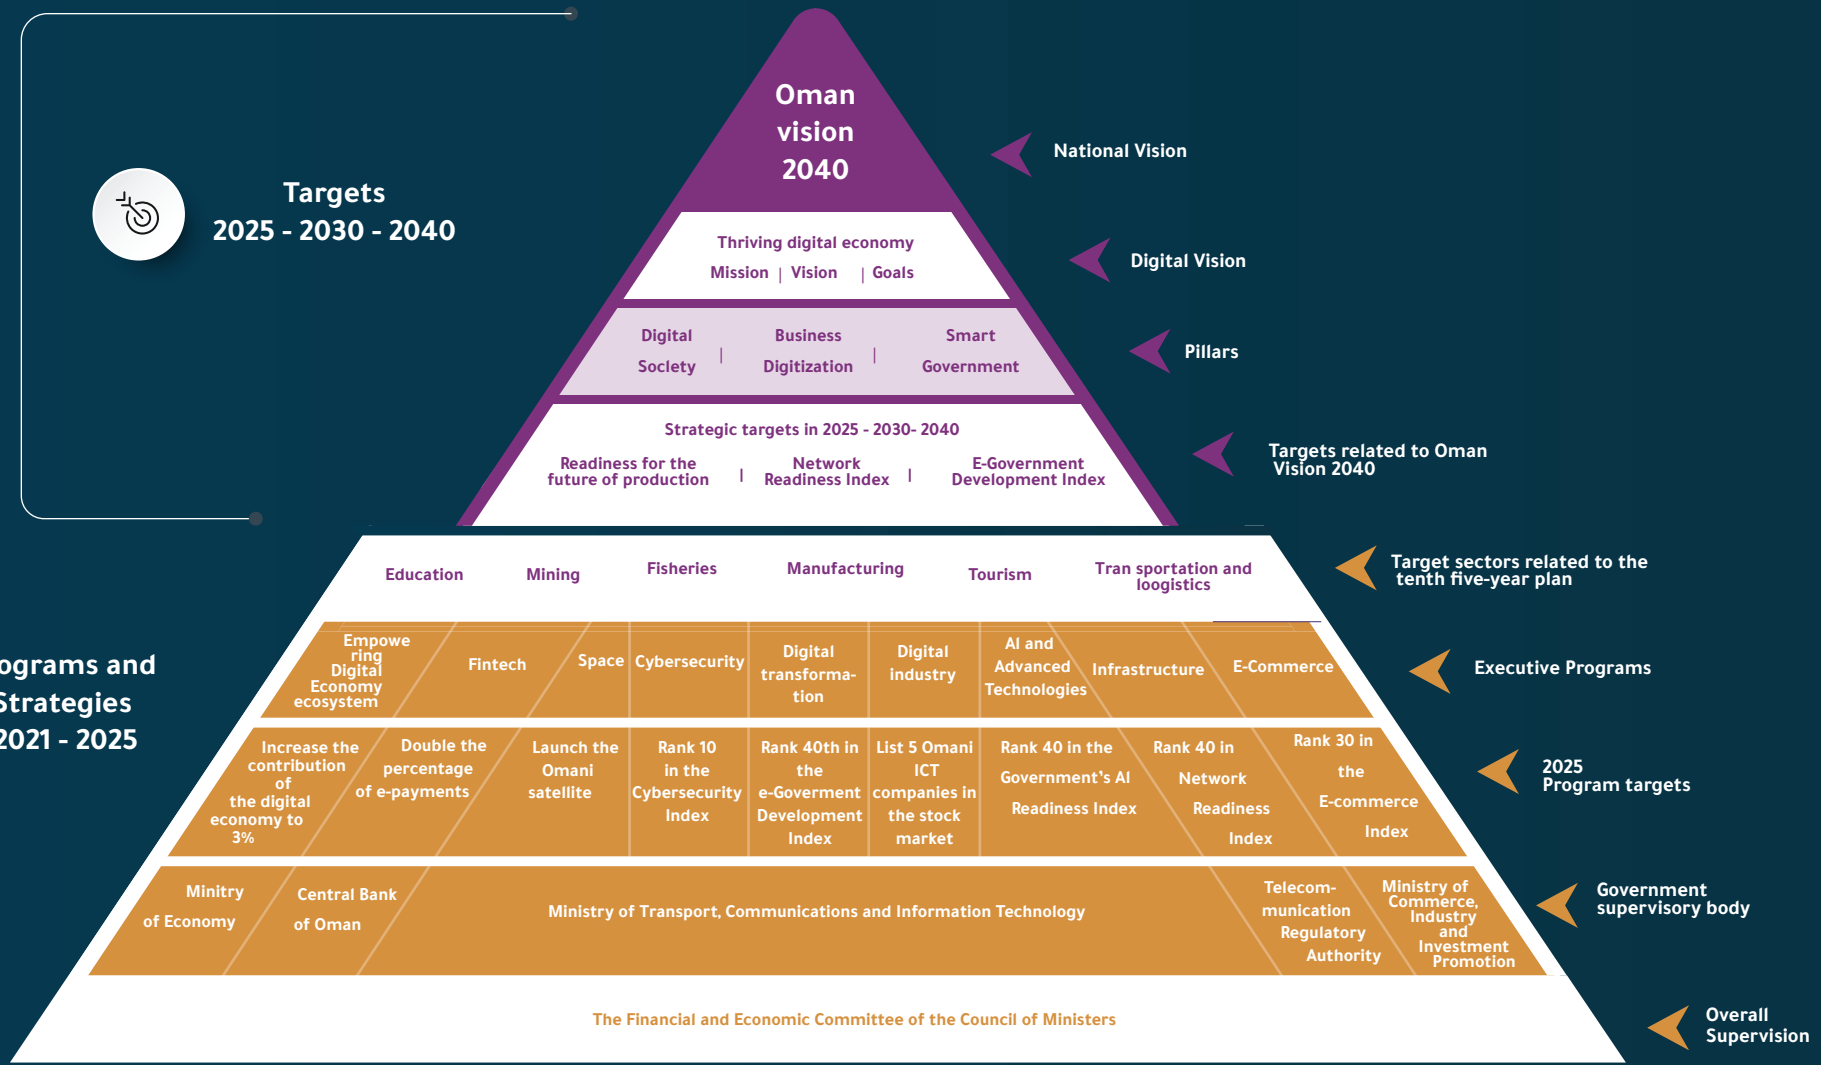 Targets
2025 - 2030 - 2040
Oman
vision
2040
National Vision
Thriving digital economy
Mission | Vision | Goals
Digital Vision
Digital
Society
|
Business
Digitization
|
Smart
Government
Pillars
Strategic targets in 2025 - 2030- 2040
Readiness for the
future of production
|
Network
Readiness Index
|
E-Government
Development Index
Targets related to Oman
Vision 2040
Education
Mining
Fisheries
Manufacturing
Tourism
Tran sportation and
loogistics
Target sectors related to the
tenth five-year plan
ograms and
Strategies
2021 - 2025
Empowe
ring
Digital
Economy
ecosystem
Fintech
Space
Cybersecurity
Digital
transforma-
tion
Digital
industry
AI and
Advanced
Technologies
Infrastructure
E-Commerce
Executive Programs
Increase the
contribution
of
the digital
economy to
3%
Double the
percentage
of e-payments
Launch the
Omani
satellite
Rank 10
in the
Cybersecurity
Index
Rank 40th in
the
e-Goverment
Development
Index
List 5 Omani
ICT
companies in
the stock
market
Rank 40 in the
Government's AI
Readiness Index
Rank 40 in
Network
Readiness
Index
Rank 30 in
the
E-commerce
Index
2025
Program targets
Minitry
of Economy
Central Bank
of Oman
Ministry of Transport, Communications and Information Technology
Telecom-
munication
Regulatory
Authority
Ministry of
Commerce,
Industry
and
Investment
Promotion
Government
supervisory body
The Financial and Economic Committee of the Council of Ministers
Overall
Supervision